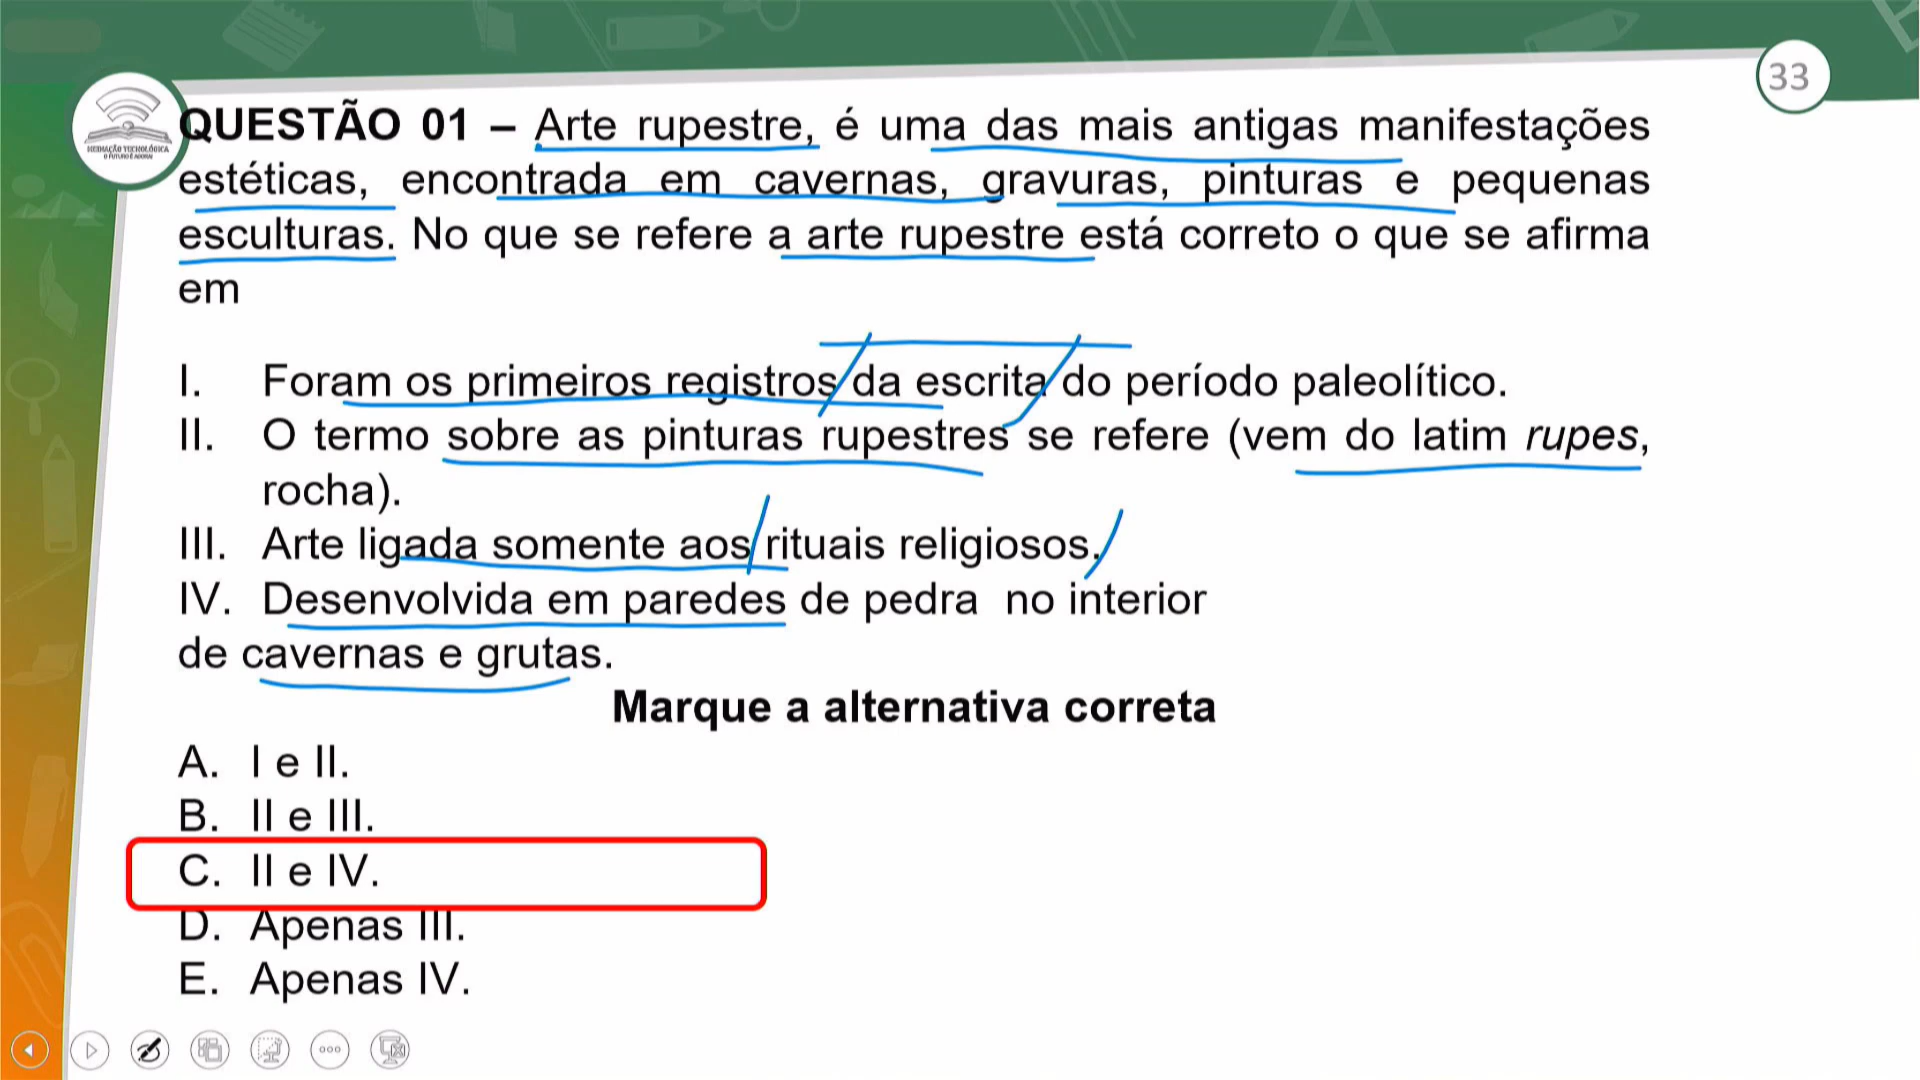 33
MEDIAÇÃO TECNOLÓGICA
O FUTURO É AGORA!
QUESTÃO 01 – Arte rupestre, é uma das mais antigas manifestações
estéticas, encontrada em cavernas, gravuras, pinturas e pequenas
esculturas. No que se refere a arte rupestre está correto o que se afirma
em
I. Foram os primeiros registros da escrita do período paleolítico.
II. O termo sobre as pinturas rupestres se refere (vem do latim rupes,
rocha).
III. Arte ligada somente aos rituais religiosos.
IV. Desenvolvida em paredes de pedra no interior
de cavernas e grutas.
Marque a alternativa correta
A. I e II.
B. II e III.
C. II e IV.
D. Apenas III.
E. Apenas IV.